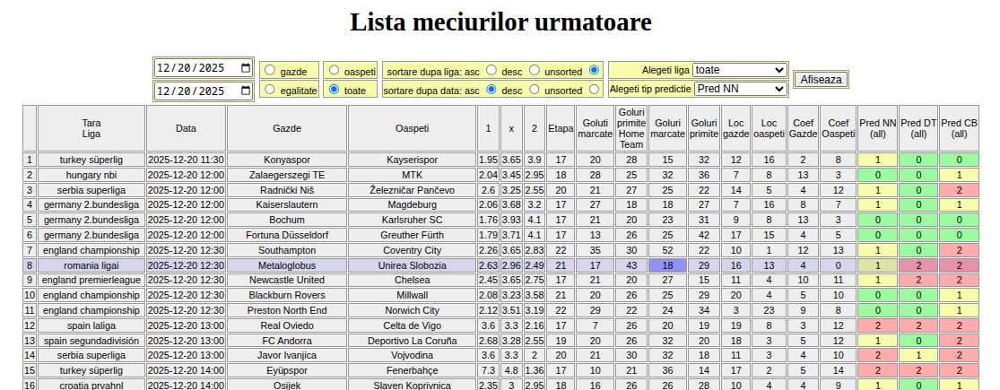 Lista meciurilor urmatoare
12/20/2025 gazde oaspeti sortare dupa liga: asc desc unsorted Alegeti liga toate
12/20/2025 egalitate toate sortare dupa data: asc desc unsorted Alegeti tip predictie Pred NN
Afiseaza
Tara Liga Data Gazde Oaspeti 1 x 2 Etapa Goluti marcate Goluri primite Home Team Goluri marcate Goluri primite Loc gazde Loc oaspeti Coef Gazde Coef Oaspeti Pred NN (all) Pred DT (all) Pred CB (all)
1 turkey süperlig 2025-12-20 11:30 Konyaspor Kayserispor 1.95 3.65 3.9 17 20 28 15 32 12 16 2 8 1 0 0
2 hungary nbi 2025-12-20 12:00 Zalaegerszegi TE MTK 2.04 3.45 2.95 18 28 25 32 36 7 8 13 3 0 0 1
3 serbia superliga 2025-12-20 12:00 Radnički Niš Železničar Pančevo 2.6 3.25 2.55 20 21 27 25 22 14 5 4 12 1 0 2
4 germany 2.bundesliga 2025-12-20 12:00 Kaiserslautern Magdeburg 2.06 3.68 3.2 17 27 18 18 27 7 16 8 7 1 0 1
5 germany 2.bundesliga 2025-12-20 12:00 Bochum Karlsruher SC 1.76 3.93 4.1 17 21 20 23 31 9 8 13 3 0 0 0
6 germany 2.bundesliga 2025-12-20 12:00 Fortuna Düsseldorf Greuther Fürth 1.79 3.71 4.1 17 13 26 25 42 17 15 4 5 0 0 0
7 england championship 2025-12-20 12:30 Southampton Coventry City 2.26 3.65 2.83 22 35 30 52 22 10 1 12 13 1 0 2
8 romania ligai 2025-12-20 12:30 Metaloglobus Unirea Slobozia 2.63 2.96 2.49 21 17 43 18 29 16 13 4 0 1 2 2
9 england premierleague 2025-12-20 12:30 Newcastle United Chelsea 2.45 3.65 2.75 17 21 20 27 15 11 4 10 11 1 2 2
10 england championship 2025-12-20 12:30 Blackburn Rovers Millwall 2.08 3.23 3.58 21 20 26 25 29 20 4 5 10 0 0 1
11 england championship 2025-12-20 12:30 Preston North End Norwich City 2.12 3.51 3.19 22 29 22 24 34 3 23 9 8 0 0 1
12 spain laliga 2025-12-20 13:00 Real Oviedo Celta de Vigo 3.6 3.3 2.16 17 7 26 20 19 19 8 3 12 2 2 2
13 spain segundadivisión 2025-12-20 13:00 FC Andorra Deportivo La Coruña 2.68 3.28 2.55 19 20 26 32 20 18 3 5 12 1 0 2
14 serbia superliga 2025-12-20 13:00 Javor Ivanjica Vojvodina 3.6 3.3 2 20 21 30 32 18 11 3 4 10 2 1 2
15 turkey süperlig 2025-12-20 14:00 Eyüpspor Fenerbahçe 7.3 4.8 1.36 17 10 21 36 14 17 2 5 14 2 2 2
16 croatia prvahnl 2025-12-20 14:00 Osijek Slaven Koprivnica 2.35 3 2.95 18 16 26 26 28 10 4 4 9 1 0 1